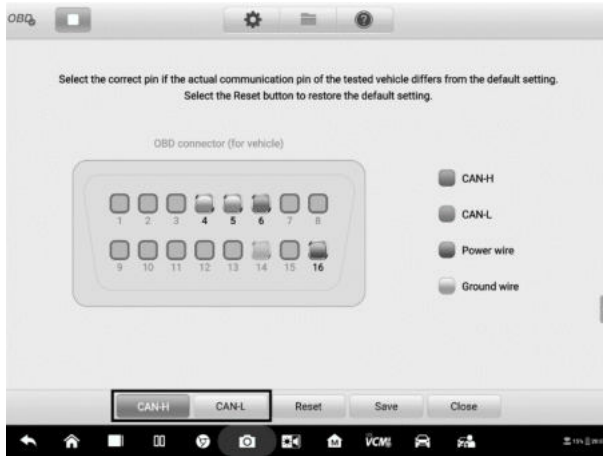 OBD
Select the correct pin if the actual communication pin of the tested vehicle differs from the default setting.
Select the Reset button to restore the default setting.
OBD connector (for vehicle)
CAN-H
1 2 3 4 5 6 7 8
CAN-L
9 10 11 12 13 14 15 16
Power wire
Ground wire
CAN-H CAN-L Reset Save Close
M VCMI